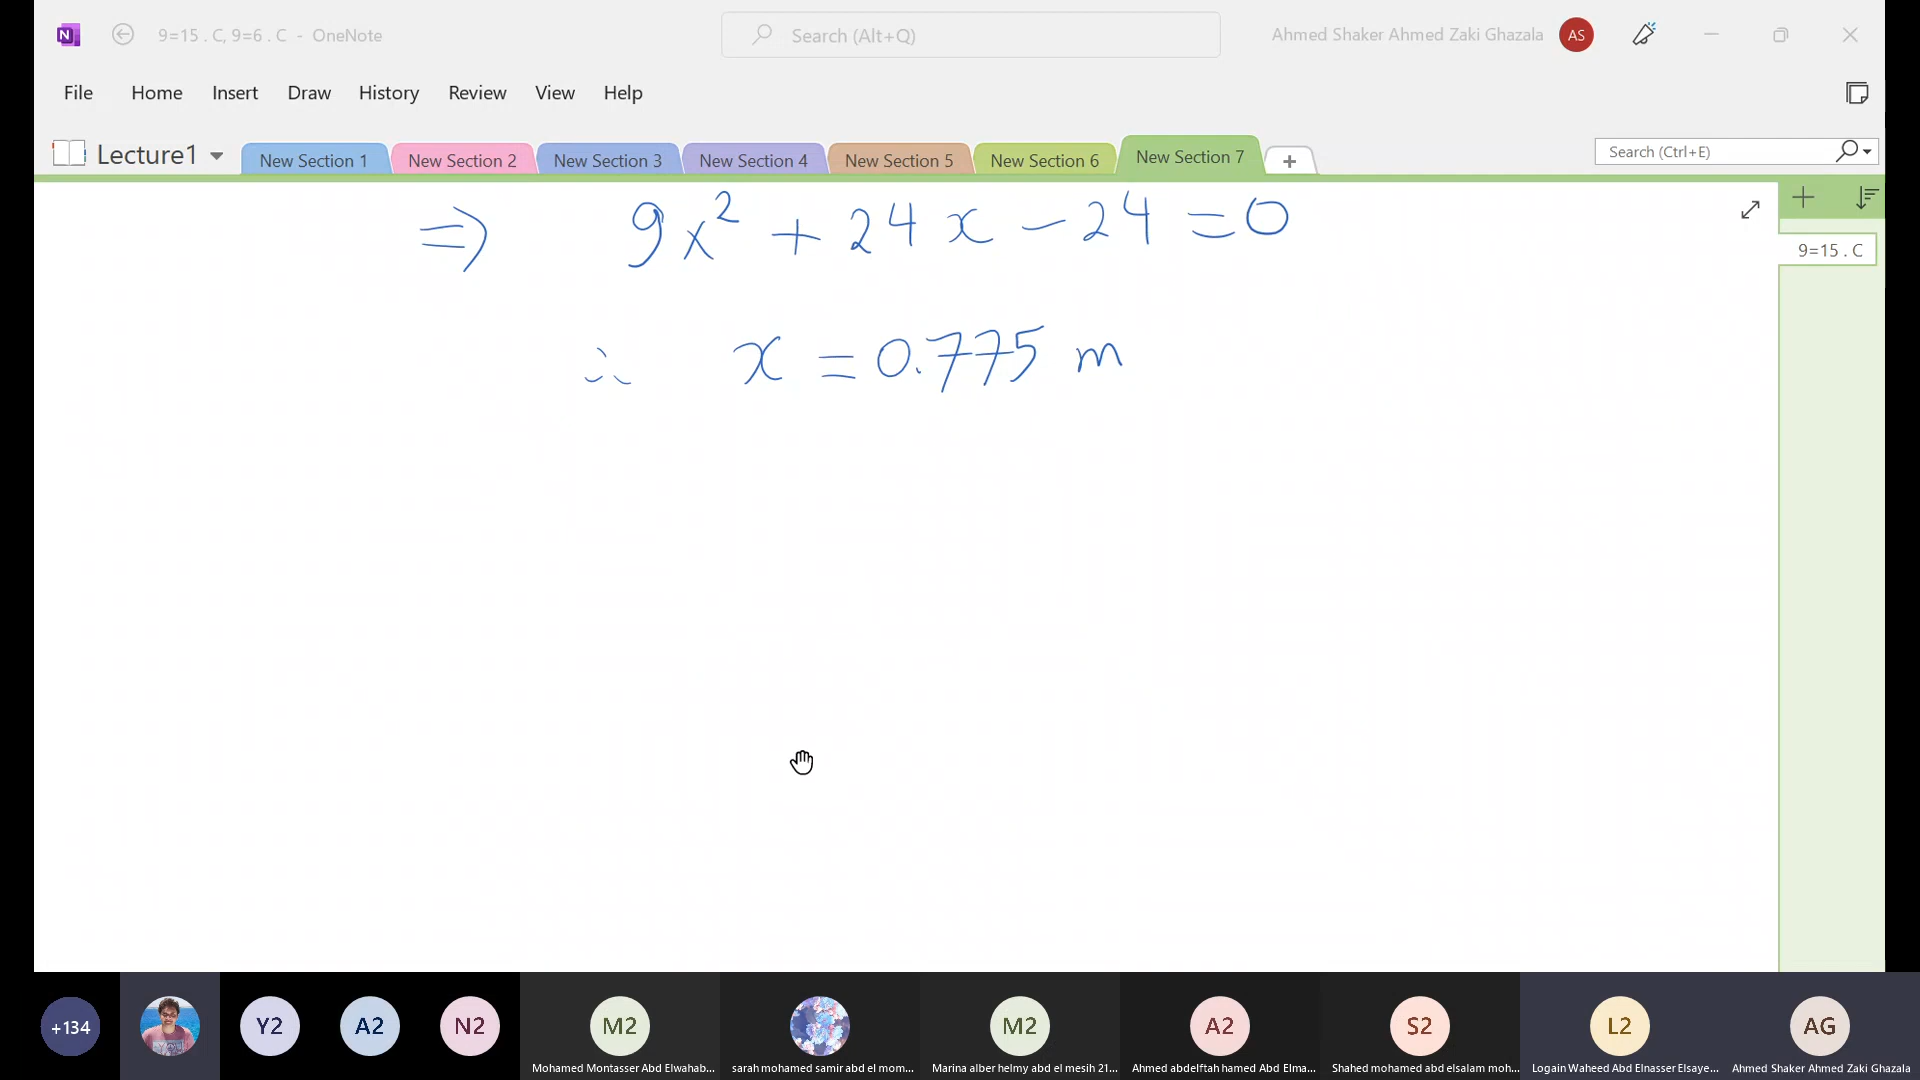 9=15 . C, 9=6 . C - OneNote
Search (Alt+Q)
Ahmed Shaker Ahmed Zaki Ghazala
AS
File Home Insert Draw History Review View Help
Lecture1
New Section 1
New Section 2
New Section 3
New Section 4
New Section 5
New Section 6
New Section 7
+
Search (Ctrl+E)
9=15 . C
⇒ 9x² + 24x - 24 = 0
∴ x = 0.775 m
+134
Y2
A2
N2
M2
Mohamed Montasser Abd Elwahab...
sarah mohamed samir abd el mom...
M2
Marina alber helmy abd el mesih 21...
A2
Ahmed abdelftah hamed Abd Elma...
S2
Shahed mohamed abd elsalam moh...
L2
Logain Waheed Abd Elnasser Elsaye...
AG
Ahmed Shaker Ahmed Zaki Ghazala